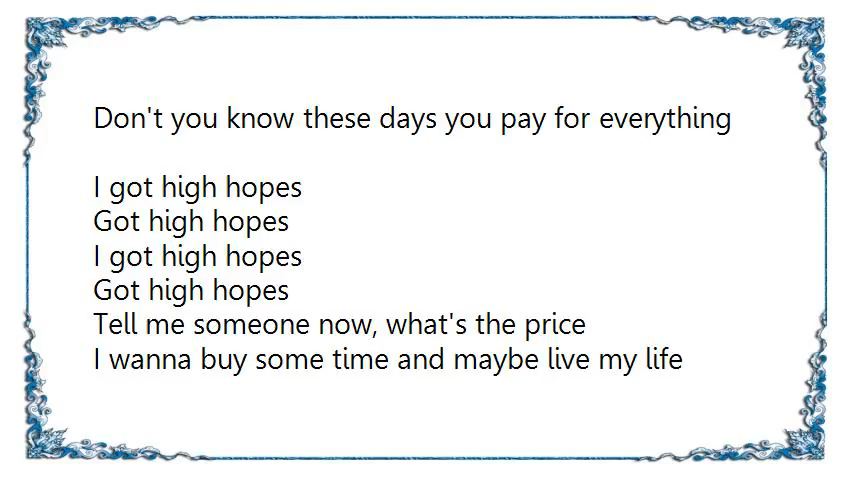 Don't you know these days you pay for everything
I got high hopes
Got high hopes
I got high hopes
Got high hopes
Tell me someone now, what's the price
I wanna buy some time and maybe live my life